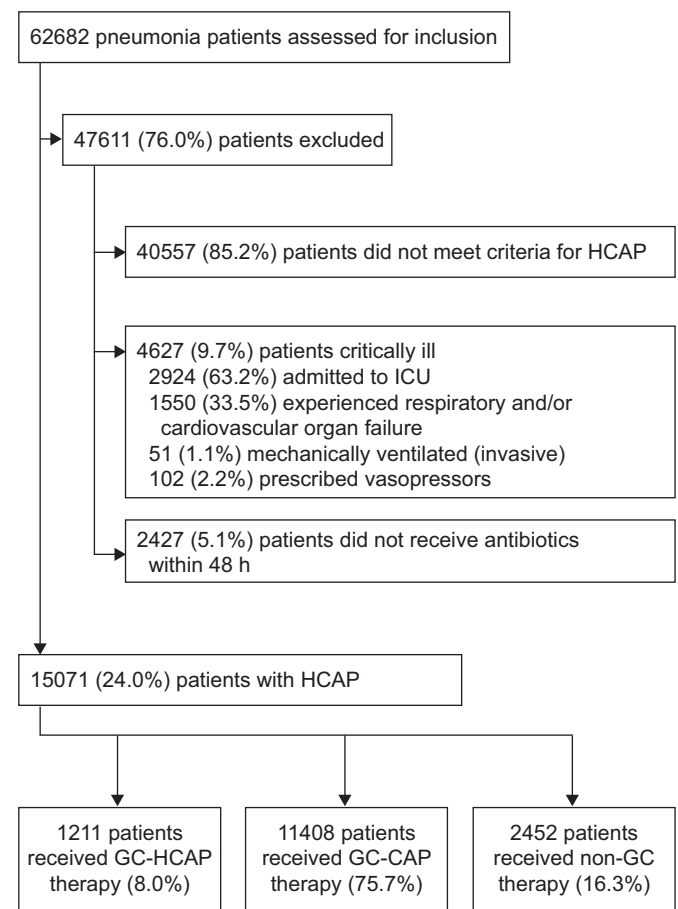 62682 pneumonia patients assessed for inclusion
47611 (76.0%) patients excluded
40557 (85.2%) patients did not meet criteria for HCAP
4627 (9.7%) patients critically ill
2924 (63.2%) admitted to ICU
1550 (33.5%) experienced respiratory and/or
cardiovascular organ failure
51 (1.1%) mechanically ventilated (invasive)
102 (2.2%) prescribed vasopressors
2427 (5.1%) patients did not receive antibiotics
within 48 h
15071 (24.0%) patients with HCAP
1211 patients
received GC-HCAP
therapy (8.0%)
11408 patients
received GC-CAP
therapy (75.7%)
2452 patients
received non-GC
therapy (16.3%)